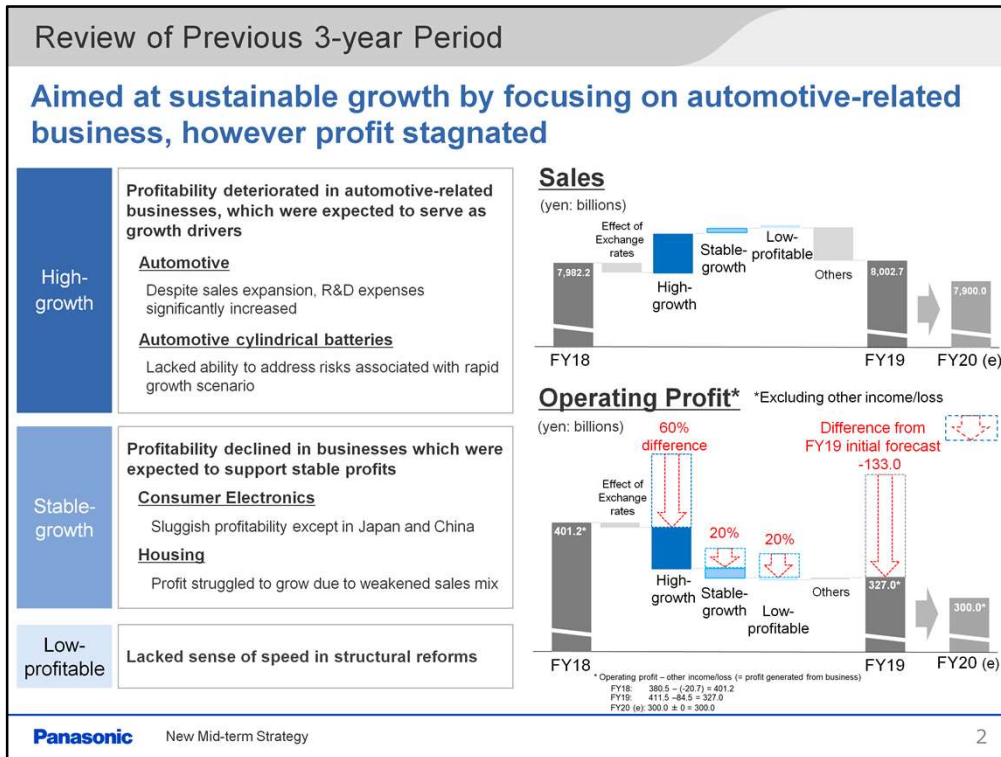 Review of Previous 3-year Period
Aimed at sustainable growth by focusing on automotive-related
business, however profit stagnated
High-
growth
Profitability deteriorated in automotive-related
businesses, which were expected to serve as
growth drivers
Automotive
Despite sales expansion, R&D expenses
significantly increased
Automotive cylindrical batteries
Lacked ability to address risks associated with rapid
growth scenario
Stable-
growth
Profitability declined in businesses which were
expected to support stable profits
Consumer Electronics
Sluggish profitability except in Japan and China
Housing
Profit struggled to grow due to weakened sales mix
Low-
profitable
Lacked sense of speed in structural reforms
Sales
(yen: billions)
7,982.2
Effect of
Exchange
rates
High-
growth
Stable-
growth
Low-
profitable
Others
8,002.7
7,900.0
FY18
FY19
FY20 (e)
Operating Profit*
*Excluding other income/loss
(yen: billions)
60%
difference
Difference from
FY19 initial forecast
-133.0
Effect of
Exchange
rates
401.2*
20%
20%
High-
growth
Stable-
growth
Low-
profitable
Others
327.0*
300.0*
FY18
FY19
FY20 (e)
* Operating profit – other income/loss (= profit generated from business)
FY18: 380.5 – (-20.7) = 401.2
FY19: 411.5 –84.5 = 327.0
FY20 (e): 300.0 ± 0 = 300.0
Panasonic
New Mid-term Strategy
2